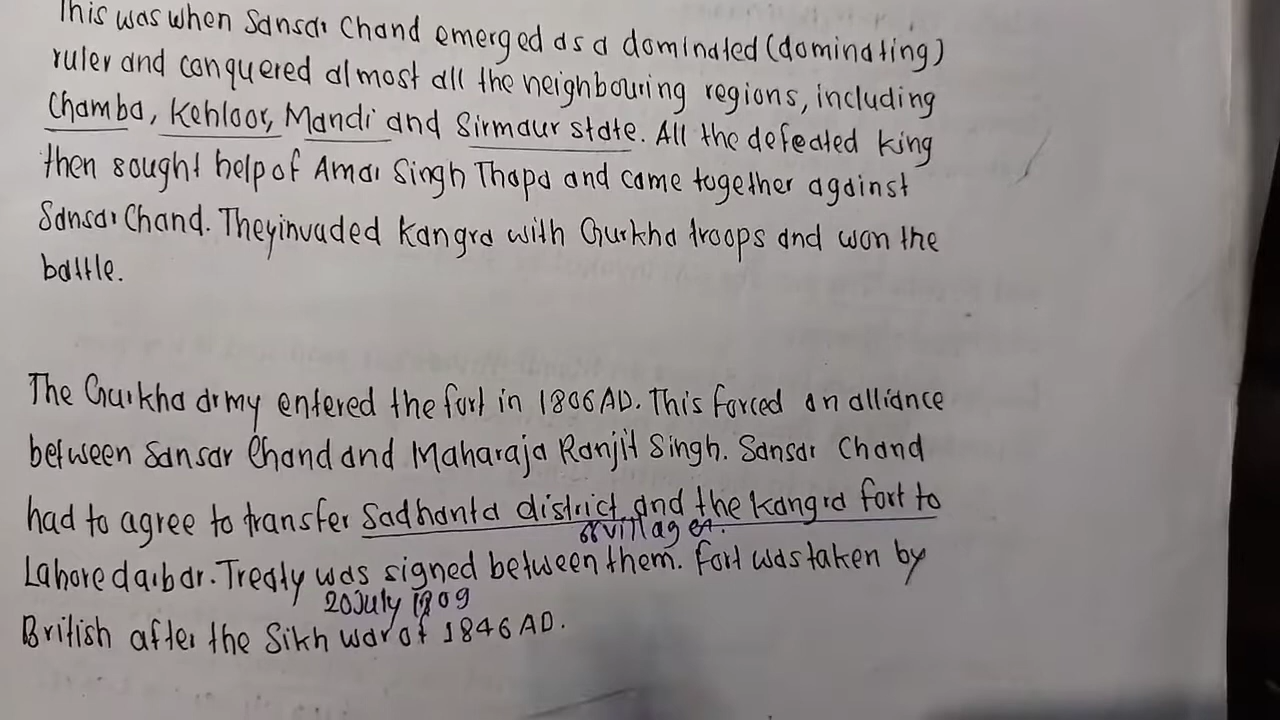 This was when Sansar Chand emerged as a dominated (dominating)
ruler and conquered almost all the neighbouring regions, including
Chamba, Kehloor, Mandi and Sirmaur state. All the defeated king
then sought help of Amar Singh Thapa and came together against
Sansar Chand. They invaded Kangra with Gurkha troops and won the
battle.
The Gurkha army entered the fort in 1806 AD. This forced an alliance
between Sansar Chand and Maharaja Ranjit Singh. Sansar Chand
had to agree to transfer Sadhanta district and the Kangra fort to
66 villages.
Lahore darbar. Treaty was signed between them. Fort was taken by
20 July 1809
British after the Sikh war of 1846 AD.